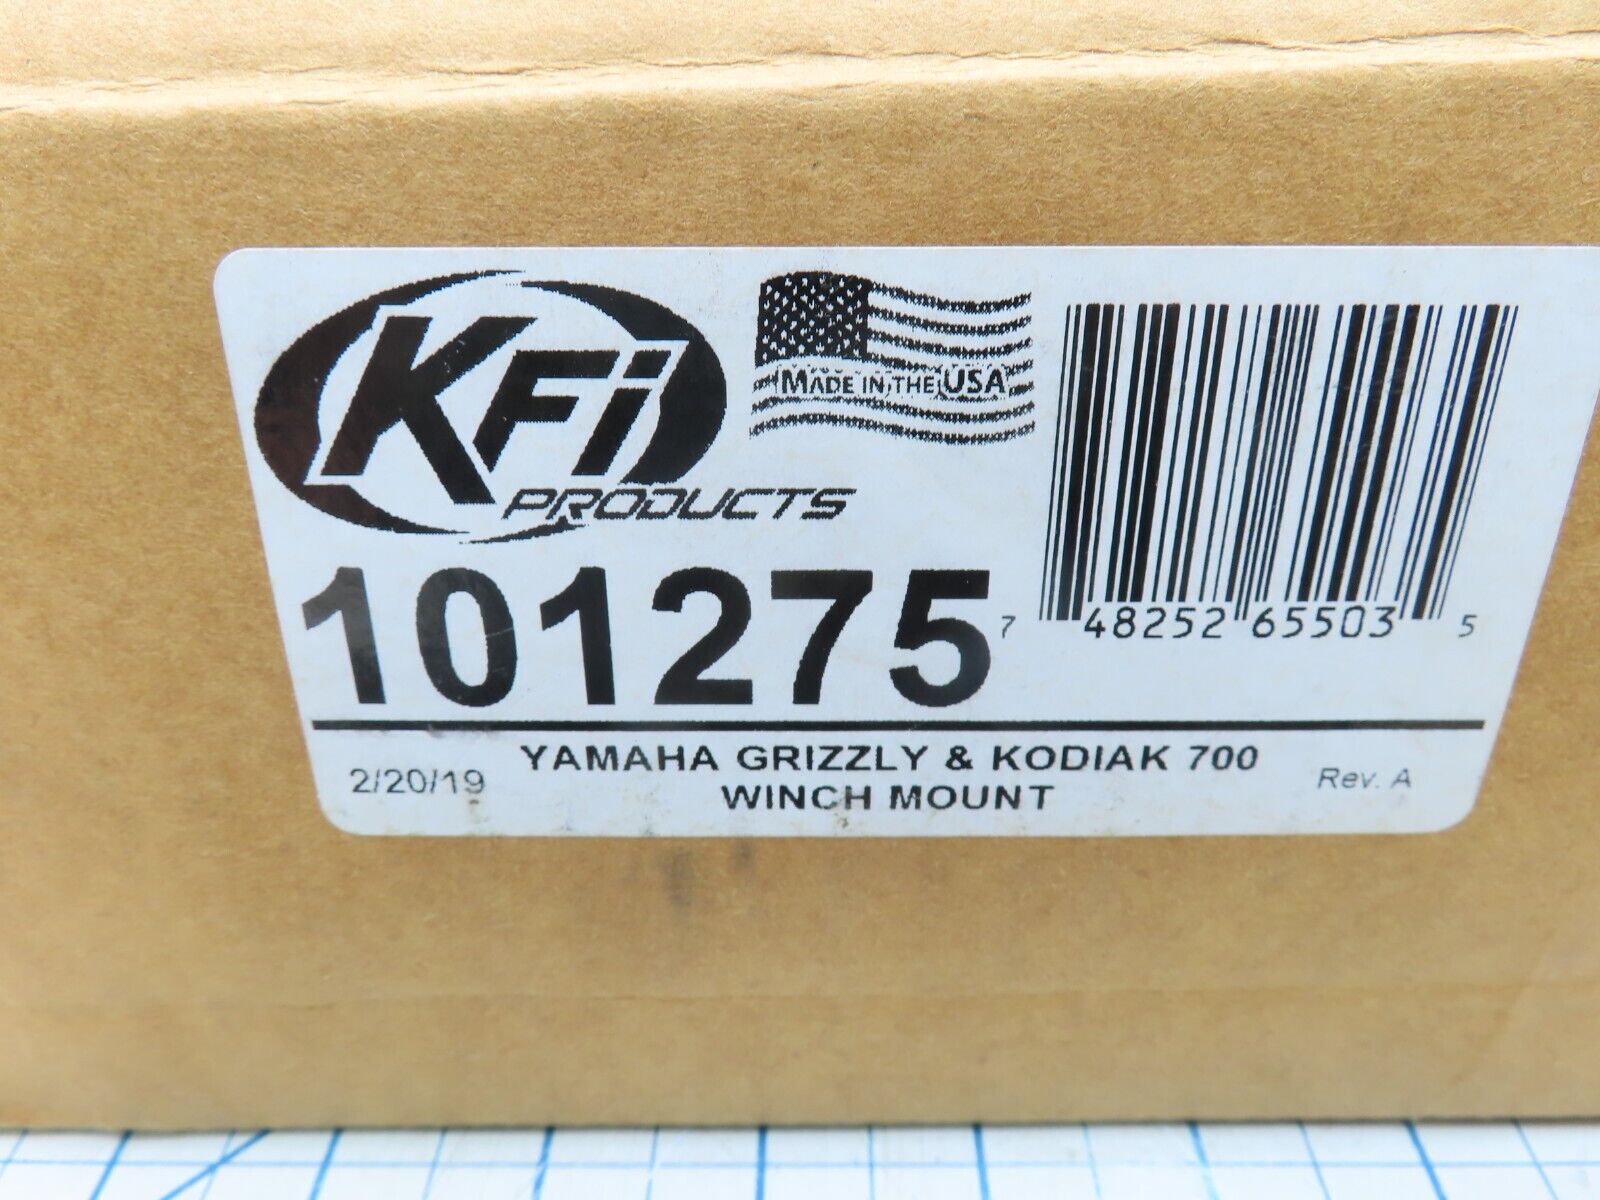 KFi
PRODUCTS
MADE IN THE USA
101275
7 48252 65503 5
YAMAHA GRIZZLY & KODIAK 700
WINCH MOUNT
2/20/19
Rev. A